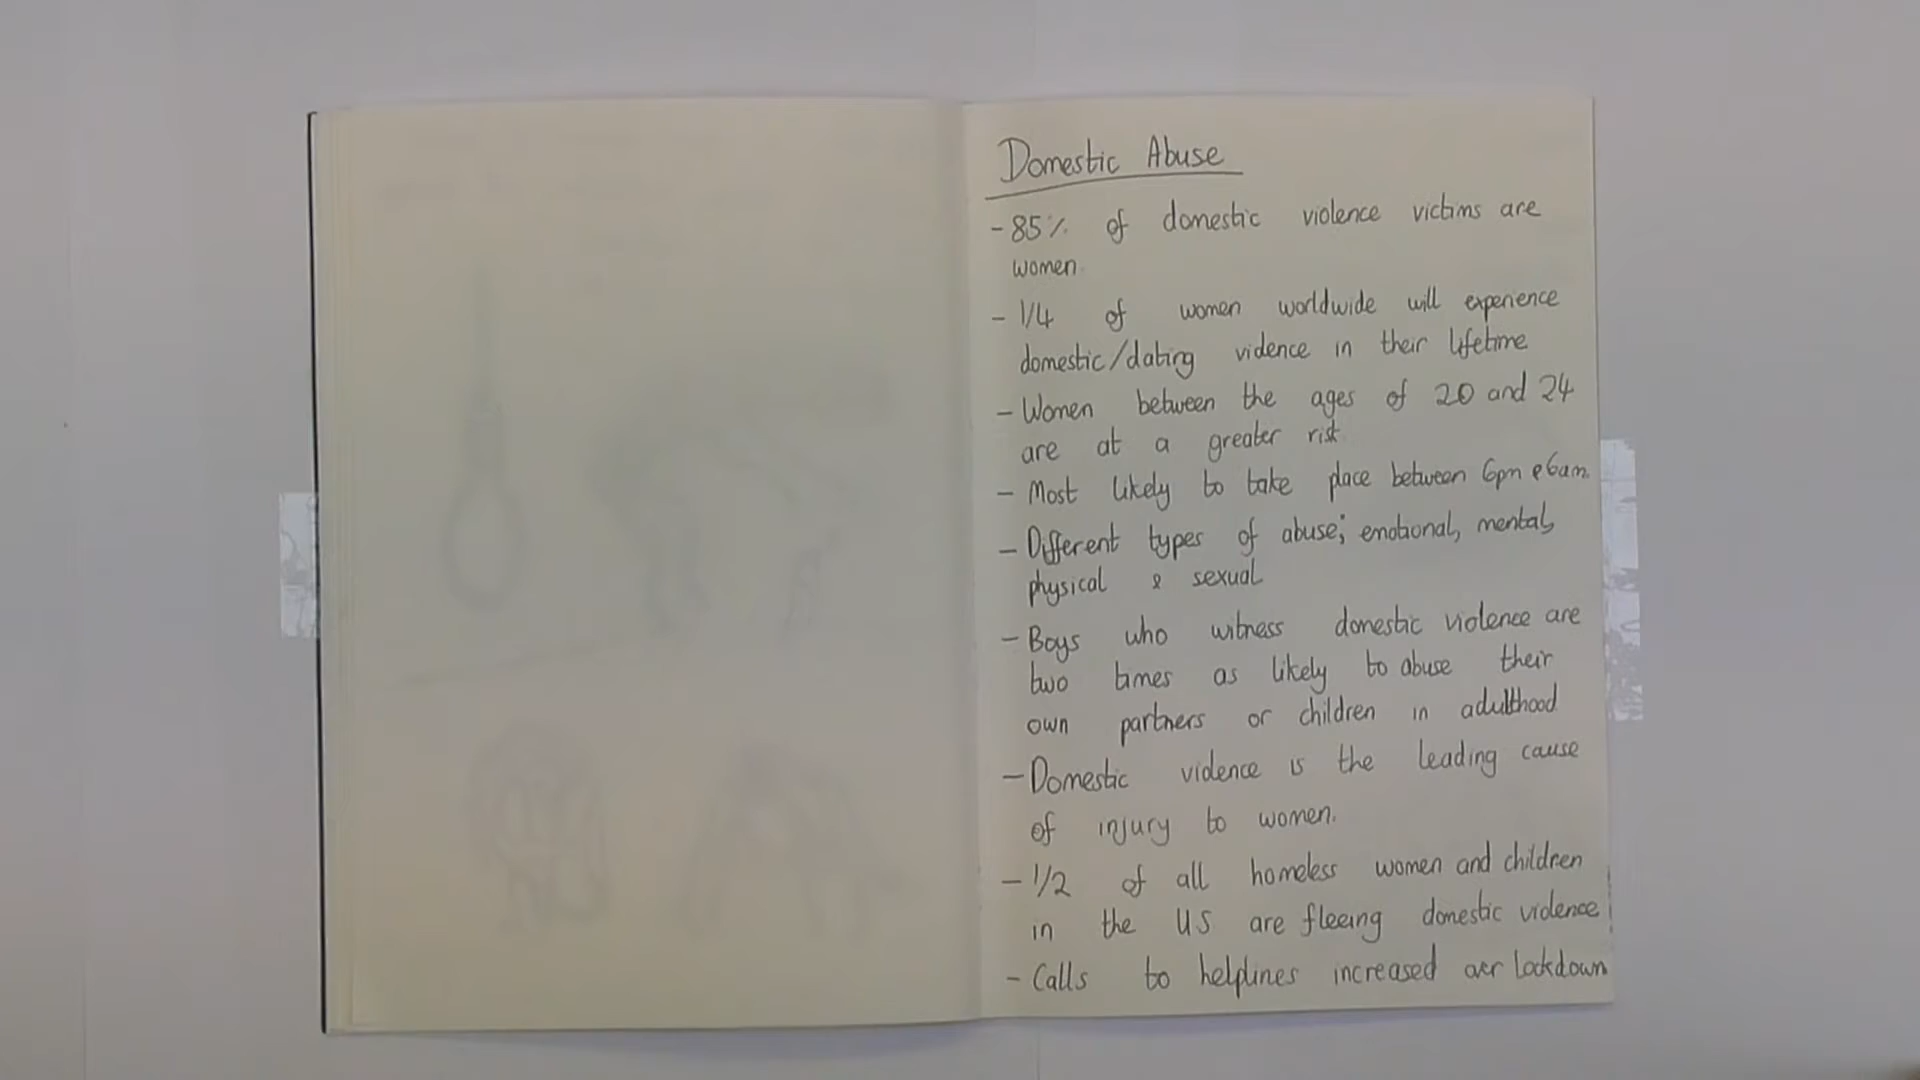 Domestic Abuse
- 85% of domestic violence victims are
women.
- 1/4 of women worldwide will experience
domestic/dating violence in their lifetime
- Women between the ages of 20 and 24
are at a greater risk
- Most likely to take place between 6pm & 6am.
- Different types of abuse; emotional, mental,
physical & sexual
- Boys who witness domestic violence are
two times as likely to abuse their
own partners or children in adulthood
- Domestic violence is the leading cause
of injury to women.
- 1/2 of all homeless women and children
in the US are fleeing domestic violence
- Calls to helplines increased over lockdown